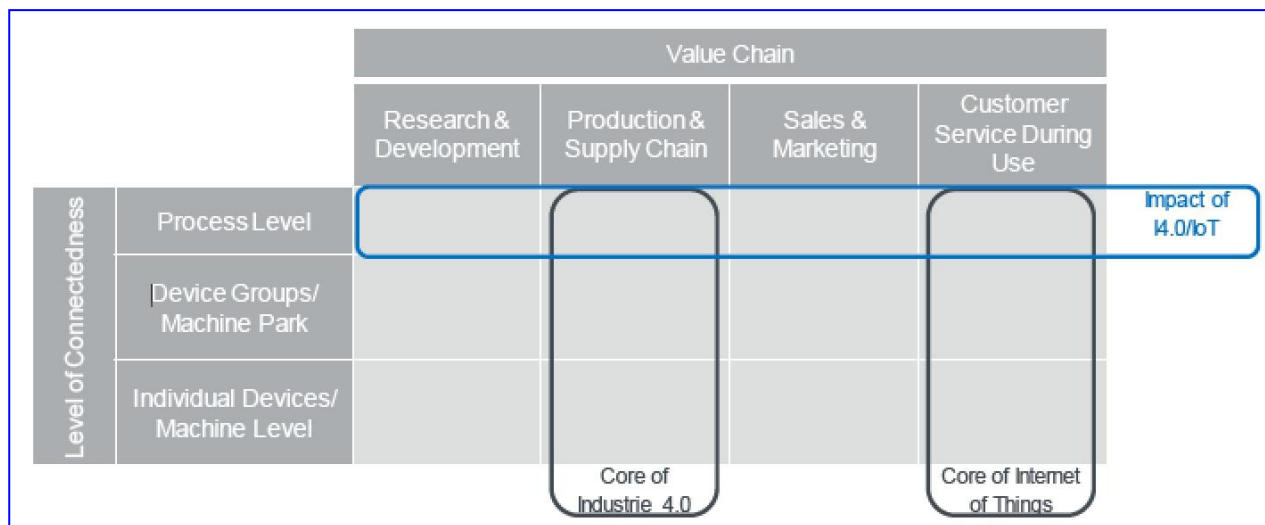 Value Chain
Research &
Development
Production &
Supply Chain
Sales &
Marketing
Customer
Service During
Use
Level of Connectedness
Process Level
Impact of
I4.0/IoT
Device Groups/
Machine Park
Individual Devices/
Machine Level
Core of
Industrie 4.0
Core of Internet
of Things